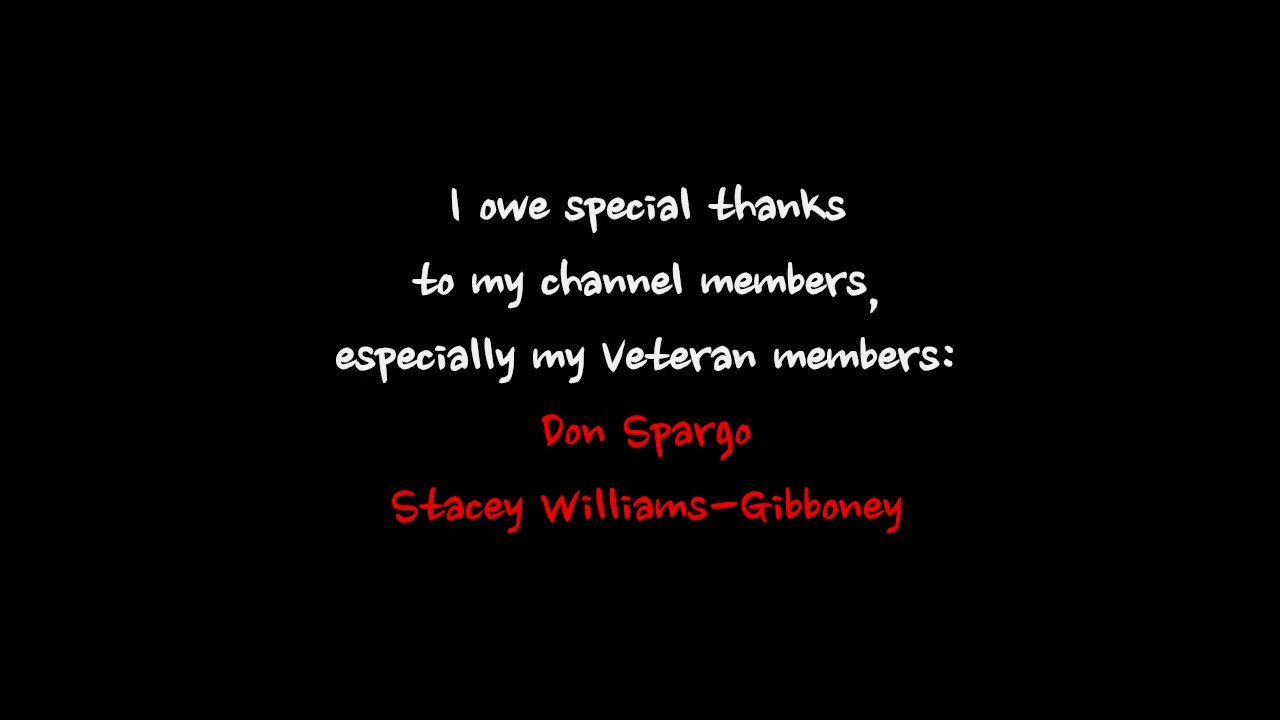 I owe special thanks
to my channel members,
especially my Veteran members:
Don Spargo
Stacey Williams-Gibboney